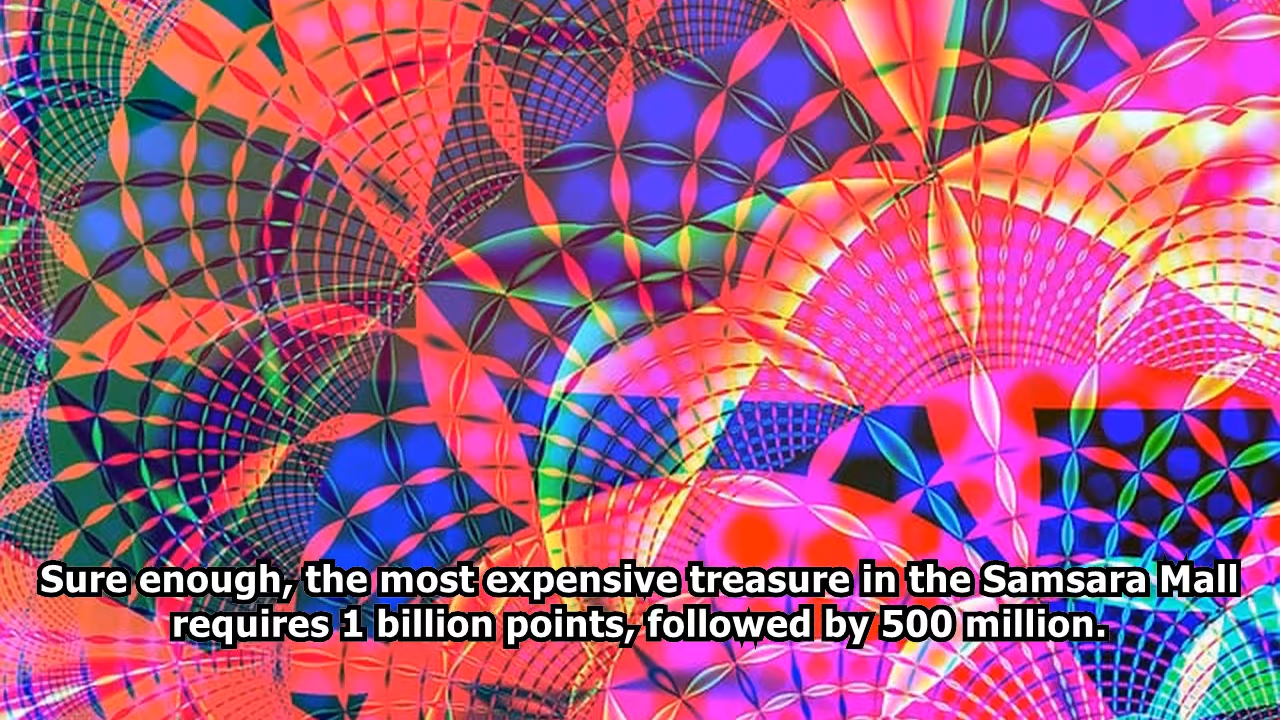 Sure enough, the most expensive treasure in the Samsara Mall
requires 1 billion points, followed by 500 million.